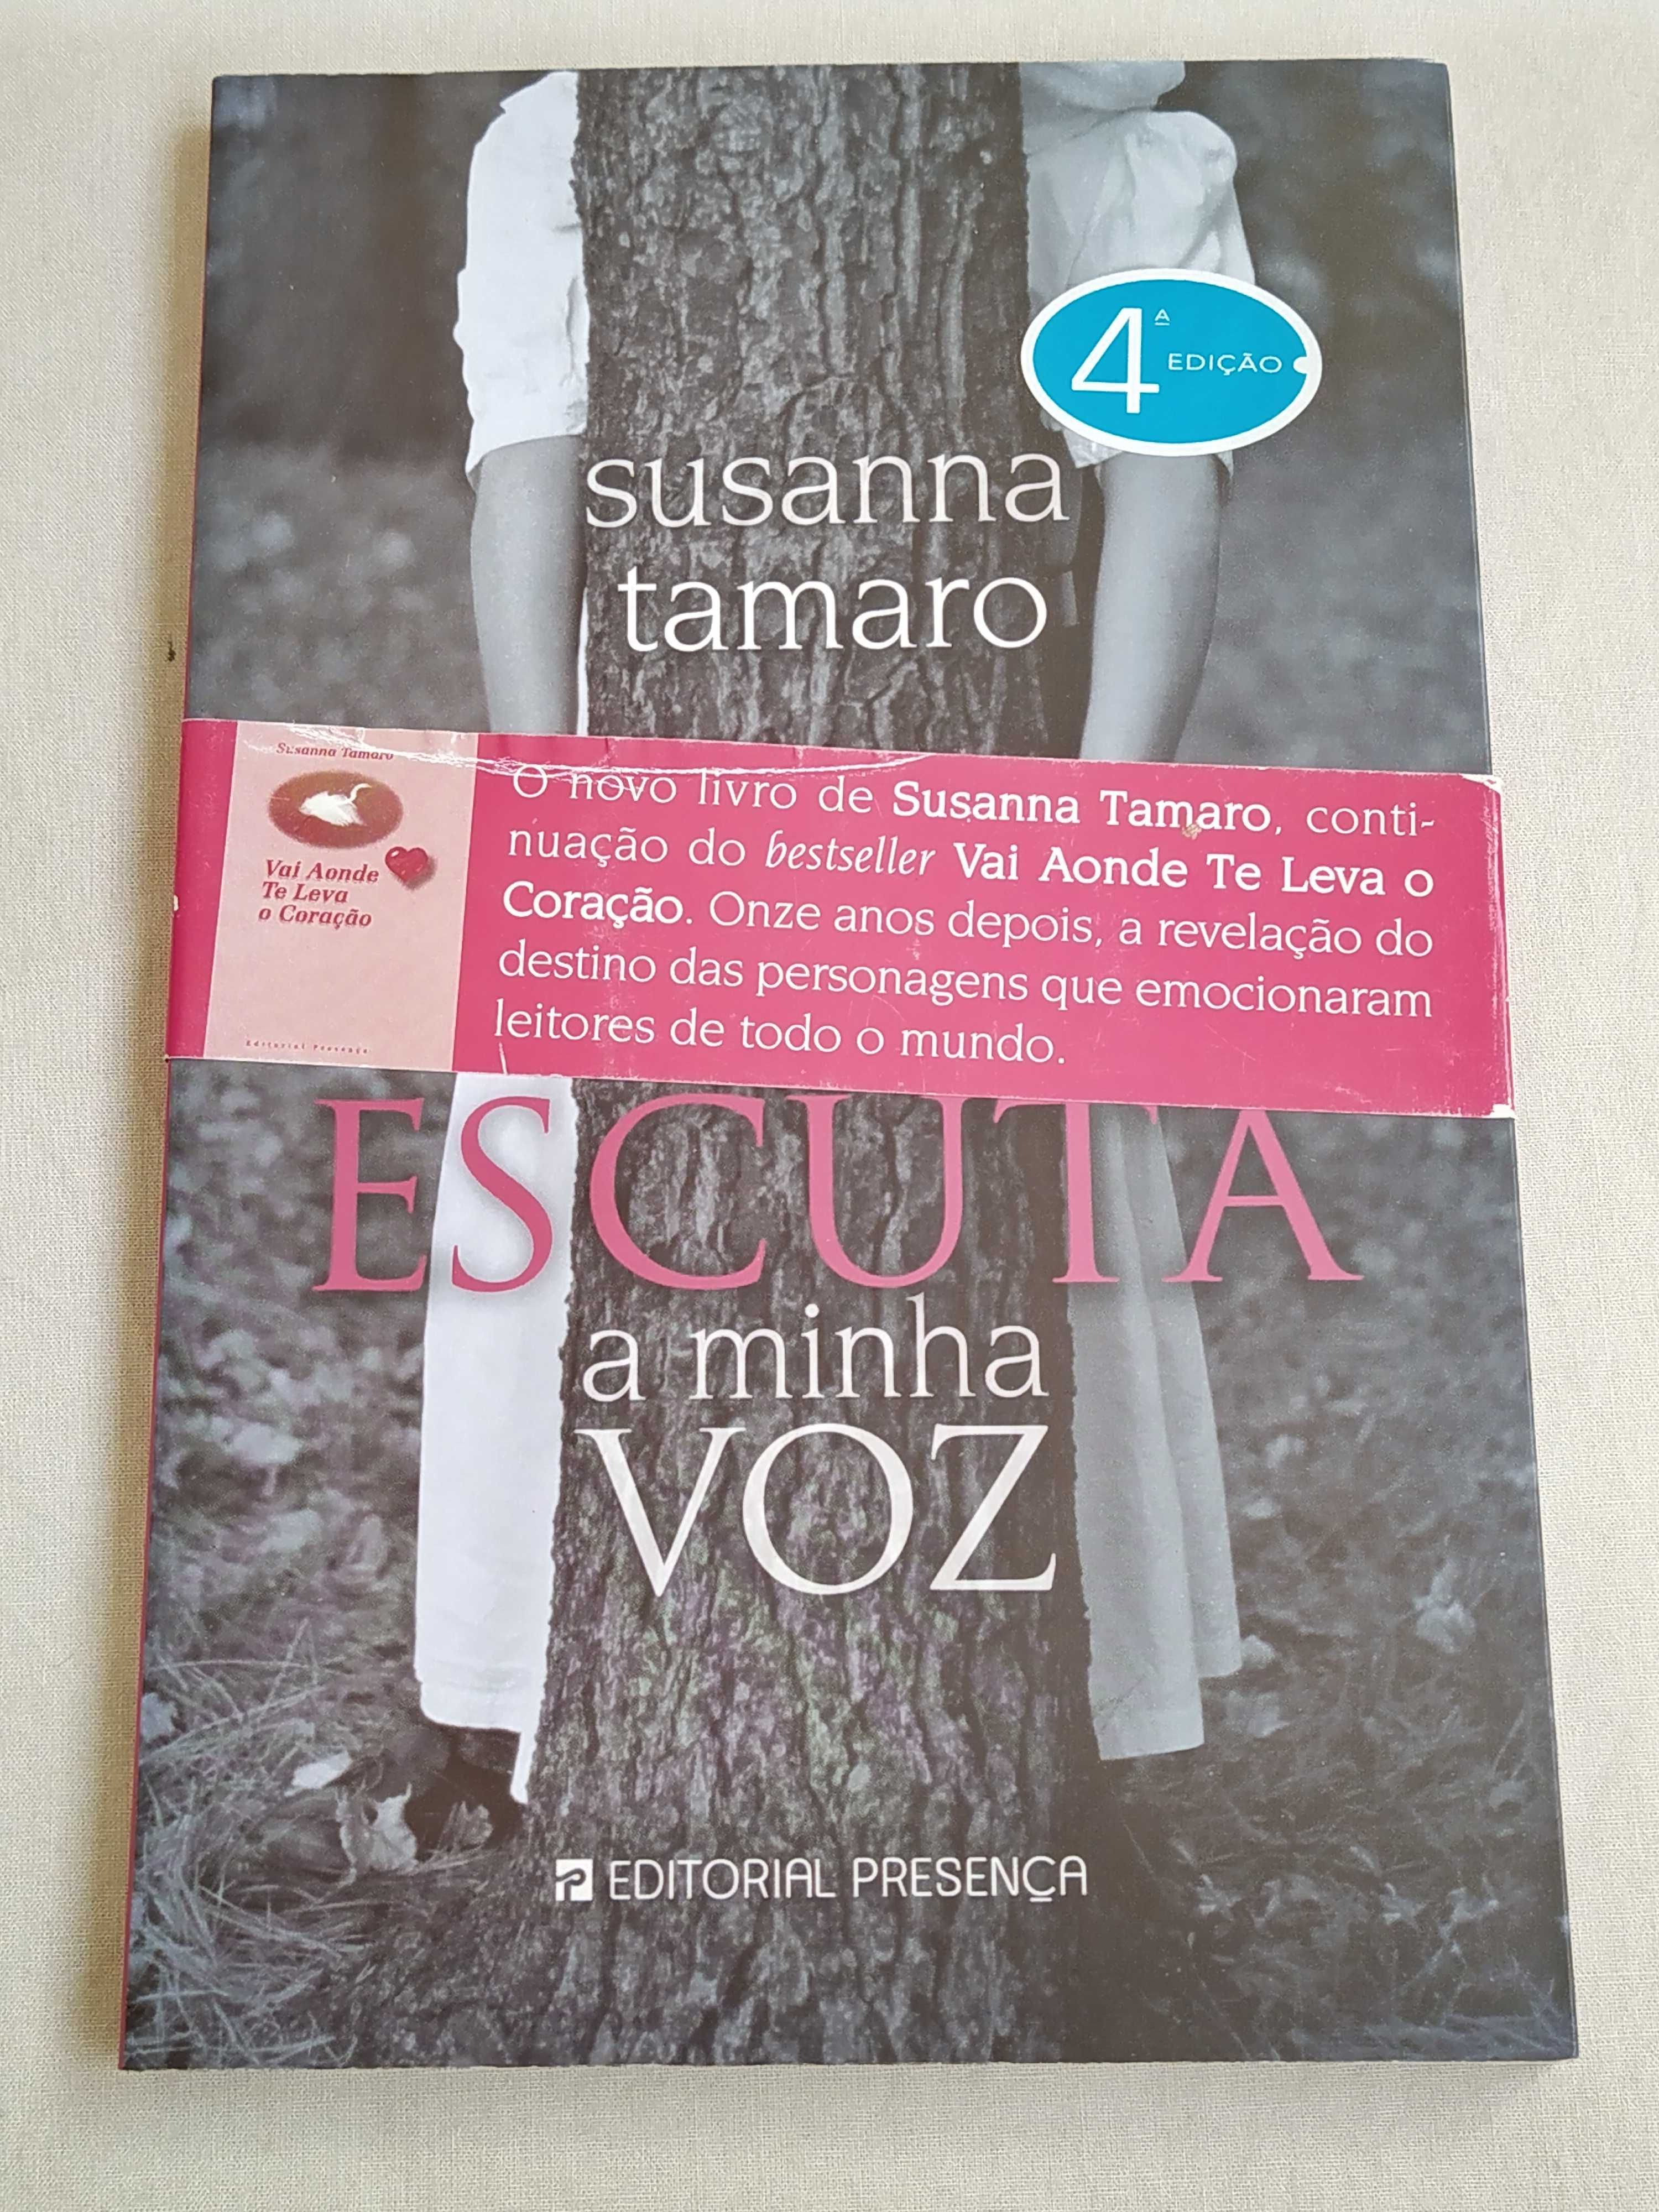 4ª EDIÇÃO
susanna
tamaro
Susanna Tamaro
Vai Aonde
Te Leva
o Coração
Editorial Presença
O novo livro de Susanna Tamaro, conti-
nuação do bestseller Vai Aonde Te Leva o
Coração. Onze anos depois, a revelação do
destino das personagens que emocionaram
leitores de todo o mundo.
ESCUTA
a minha
VOZ
EDITORIAL PRESENÇA